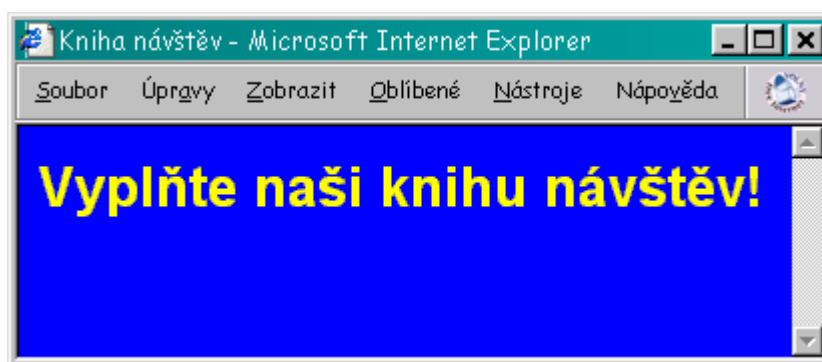 Kniha návštěv - Microsoft Internet Explorer
Soubor Úpravy Zobrazit Oblíbené Nástroje Nápověda
Vyplňte naši knihu návštěv!